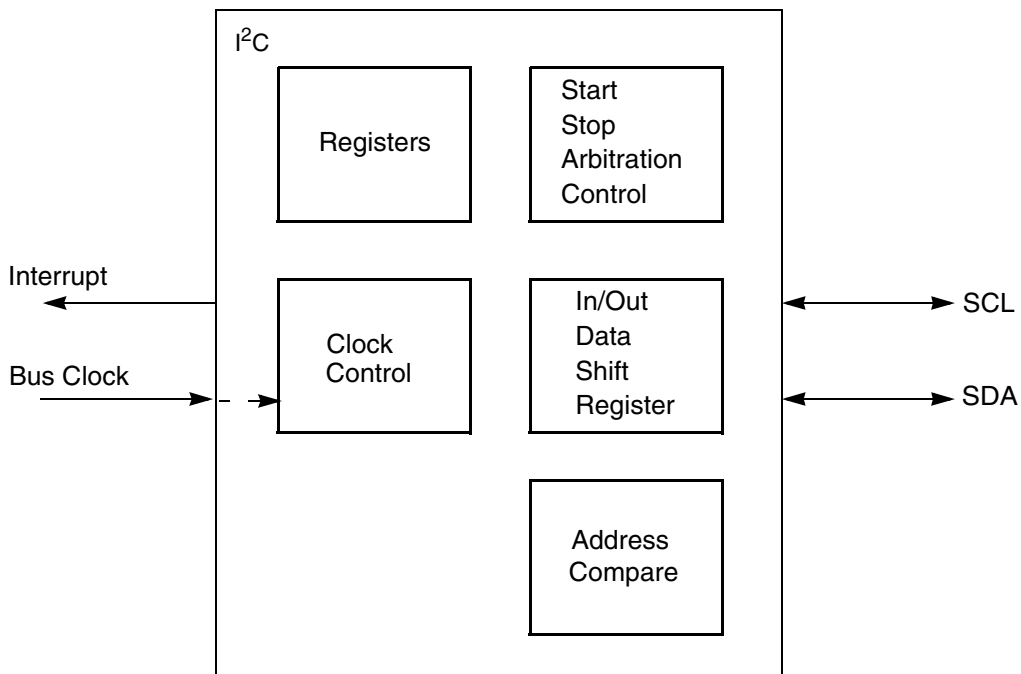 I²C
Registers
Start
Stop
Arbitration
Control
Interrupt
Bus Clock
Clock
Control
In/Out
Data
Shift
Register
SCL
SDA
Address
Compare